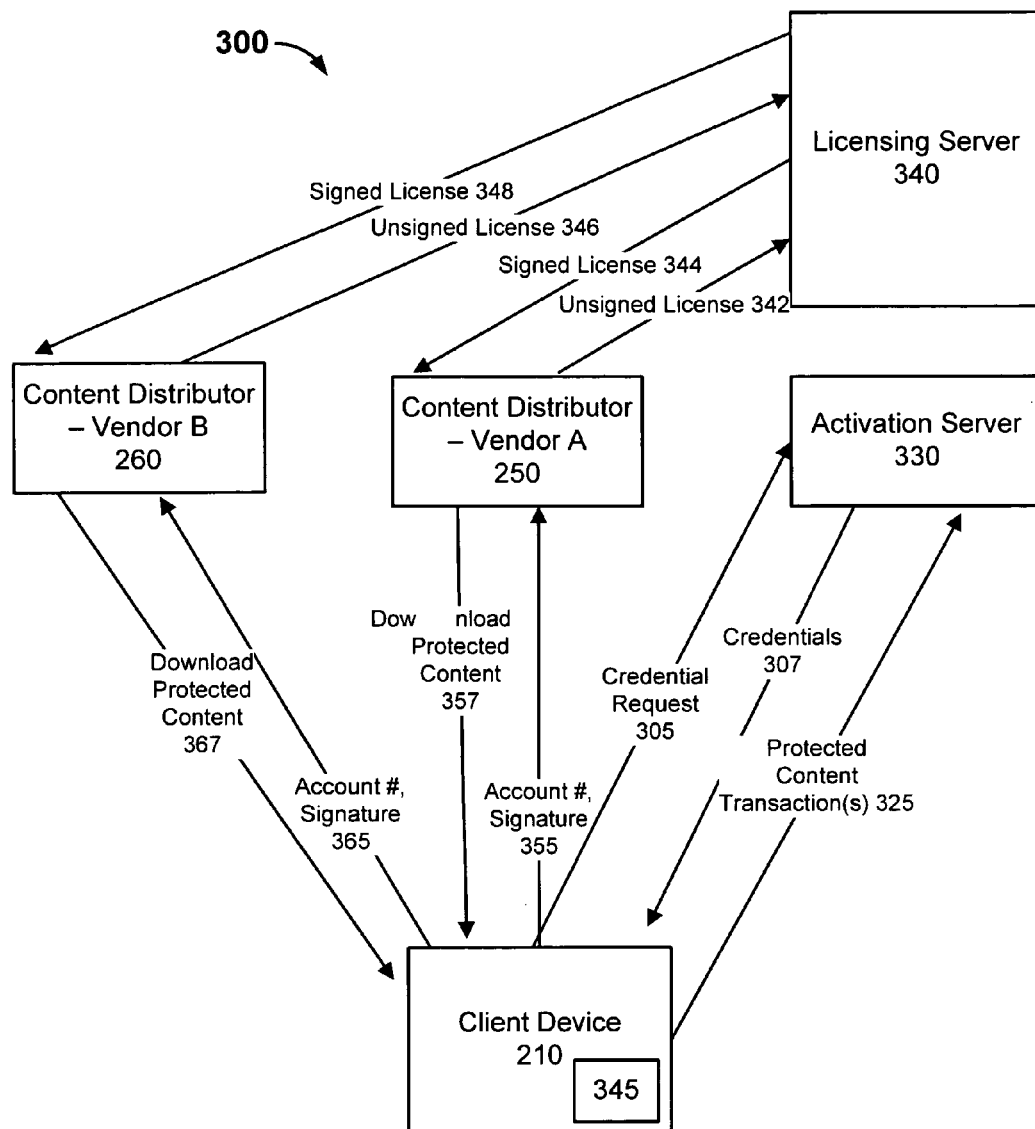 300
Licensing Server
340
Signed License 348
Unsigned License 346
Signed License 344
Unsigned License 342
Content Distributor
– Vendor B
260
Content Distributor
– Vendor A
250
Activation Server
330
Download
Protected
Content
367
Account #,
Signature
365
Dow nload
Protected
Content
357
Account #,
Signature
355
Credential
Request
305
Credentials
307
Protected
Content
Transaction(s) 325
Client Device
210
345